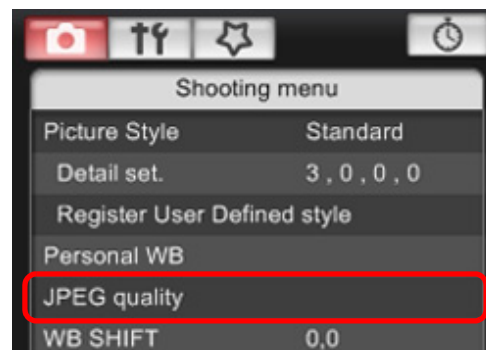 Shooting menu
Picture Style Standard
Detail set. 3 , 0 , 0 , 0
Register User Defined style
Personal WB
JPEG quality
WB SHIFT 0,0